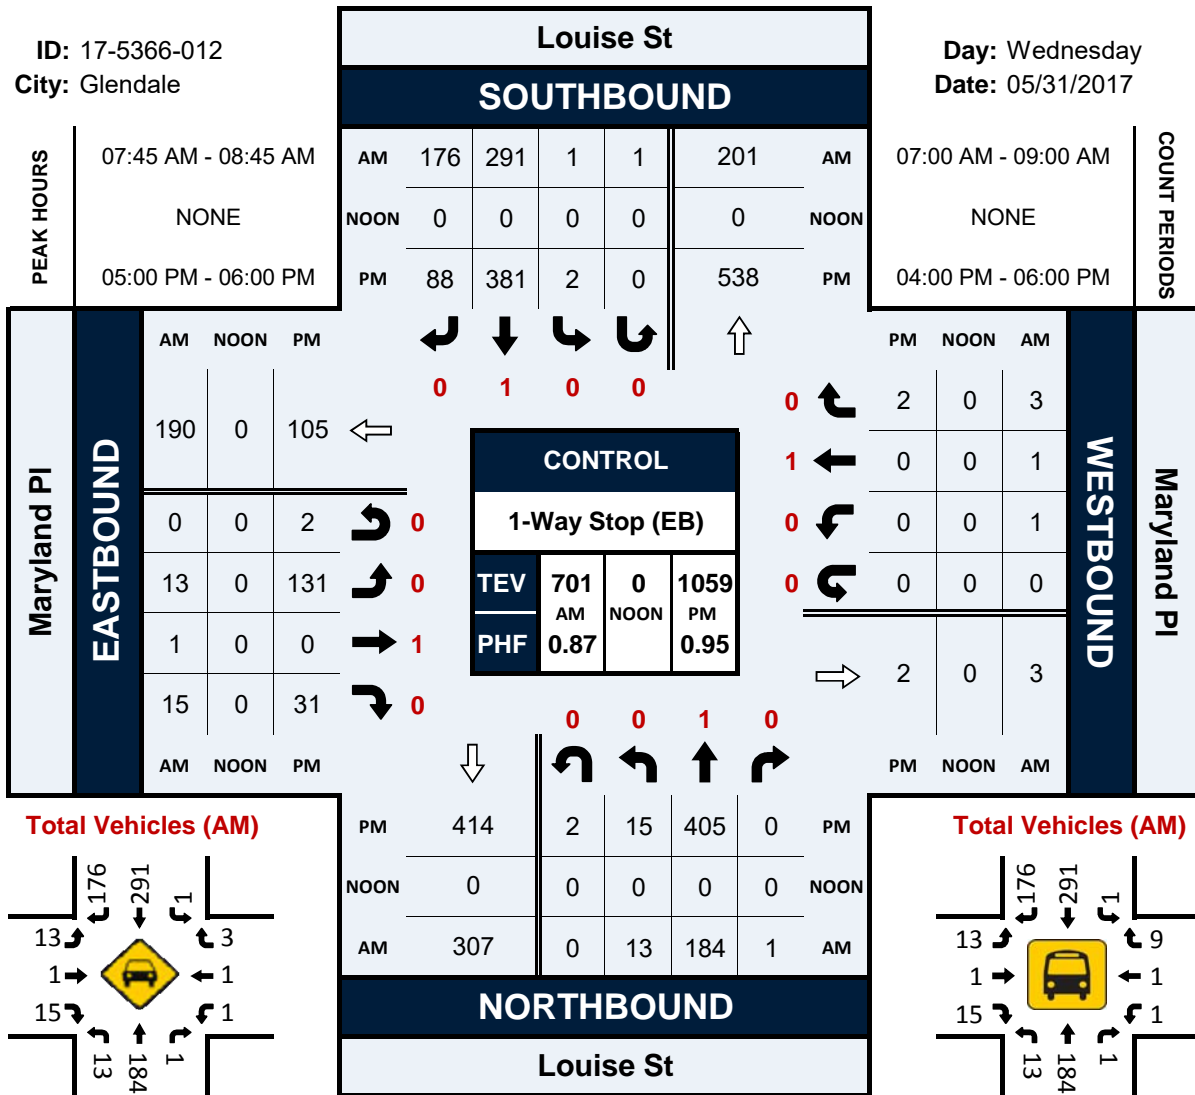 Louise St
ID: 17-5366-012
Day: Wednesday
City: Glendale
SOUTHBOUND
Date: 05/31/2017
PEAK HOURS
07:45 AM - 08:45 AM
AM 176 291 1 1 201 AM
07:00 AM - 09:00 AM
COUNT PERIODS
NONE
NOON 0 0 0 0 0 NOON
NONE
05:00 PM - 06:00 PM
PM 88 381 2 0 538 PM
04:00 PM - 06:00 PM
0 1 0 0
Maryland Pl
EASTBOUND
AM NOON PM
190 0 105
0 0 2 0
13 0 131 0
1 0 0 1
15 0 31 0
AM NOON PM
CONTROL
1-Way Stop (EB)
TEV 701 0 1059
AM NOON PM
PHF 0.87 0.95
PM NOON AM
0 2 0 3
1 0 0 1
0 0 0 1
0 0 0 0
2 0 3
PM NOON AM
WESTBOUND
Maryland Pl
0 0 1 0
PM 414 2 15 405 0 PM
NOON 0 0 0 0 0 NOON
AM 307 0 13 184 1 AM
NORTHBOUND
Louise St
Total Vehicles (AM)
176 291 1
13 3
1 1
15 1
13 184 1
Total Vehicles (AM)
176 291 1
13 9
1 1
15 1
13 184 1